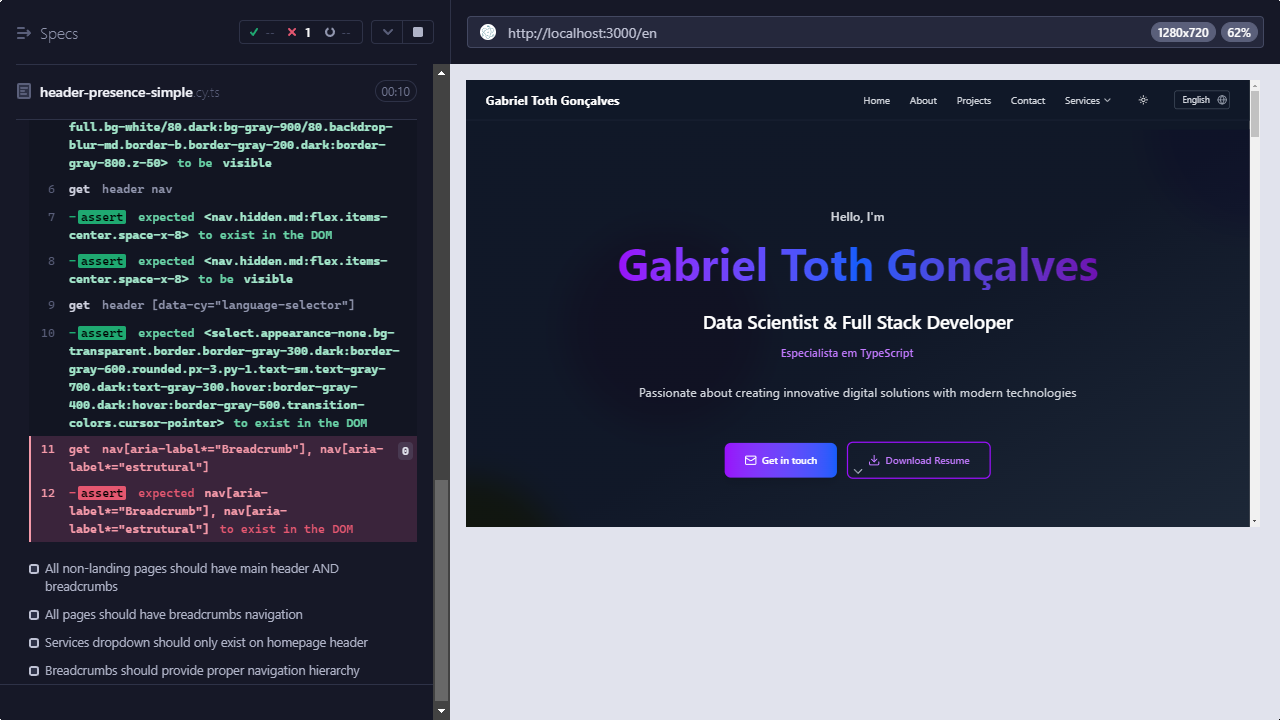 Specs
--
1
--
http://localhost:3000/en
1280x720
62%
header-presence-simple.cy.ts
00:10
full.bg-white/80.dark:bg-gray-900/80.backdrop-
blur-md.border-b.border-gray-200.dark:border-
gray-800.z-50> to be visible
6 get header nav
7 -assert expected <nav.hidden.md:flex.items-
center.space-x-8> to exist in the DOM
8 -assert expected <nav.hidden.md:flex.items-
center.space-x-8> to be visible
9 get header [data-cy="language-selector"]
10 -assert expected <select.appearance-none.bg-
transparent.border.border-gray-300.dark:border-
gray-600.rounded.px-3.py-1.text-sm.text-gray-
700.dark:text-gray-300.hover:border-gray-
400.dark:hover:border-gray-500.transition-
colors.cursor-pointer> to exist in the DOM
11 get nav[aria-label*="Breadcrumb"], nav[aria-
label*="estrutural"] 0
12 -assert expected nav[aria-
label*="Breadcrumb"], nav[aria-
label*="estrutural"] to exist in the DOM
All non-landing pages should have main header AND
breadcrumbs
All pages should have breadcrumbs navigation
Services dropdown should only exist on homepage header
Breadcrumbs should provide proper navigation hierarchy
Gabriel Toth Gonçalves
Home
About
Projects
Contact
Services
English
Hello, I'm
Gabriel Toth Gonçalves
Data Scientist & Full Stack Developer
Especialista em TypeScript
Passionate about creating innovative digital solutions with modern technologies
Get in touch
Download Resume